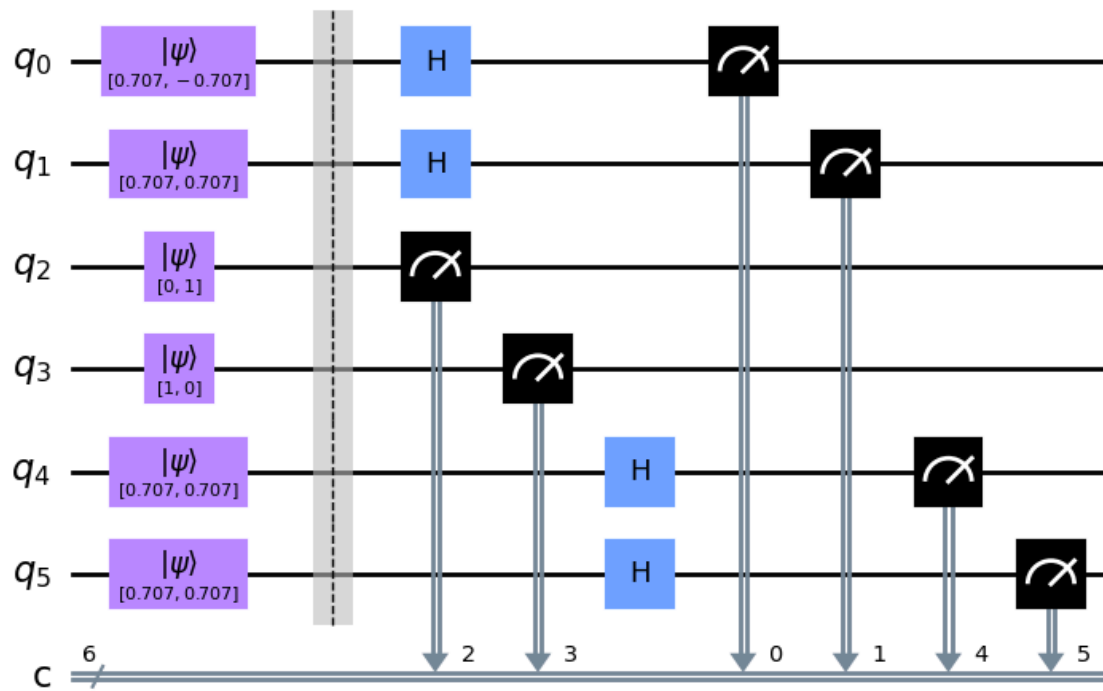 q0 |ψ⟩ H
[0.707, −0.707]
q1 |ψ⟩ H
[0.707, 0.707]
q2 |ψ⟩
[0, 1]
q3 |ψ⟩
[1, 0]
q4 |ψ⟩ H
[0.707, 0.707]
q5 |ψ⟩ H
[0.707, 0.707]
6 2 3 0 1 4 5
c